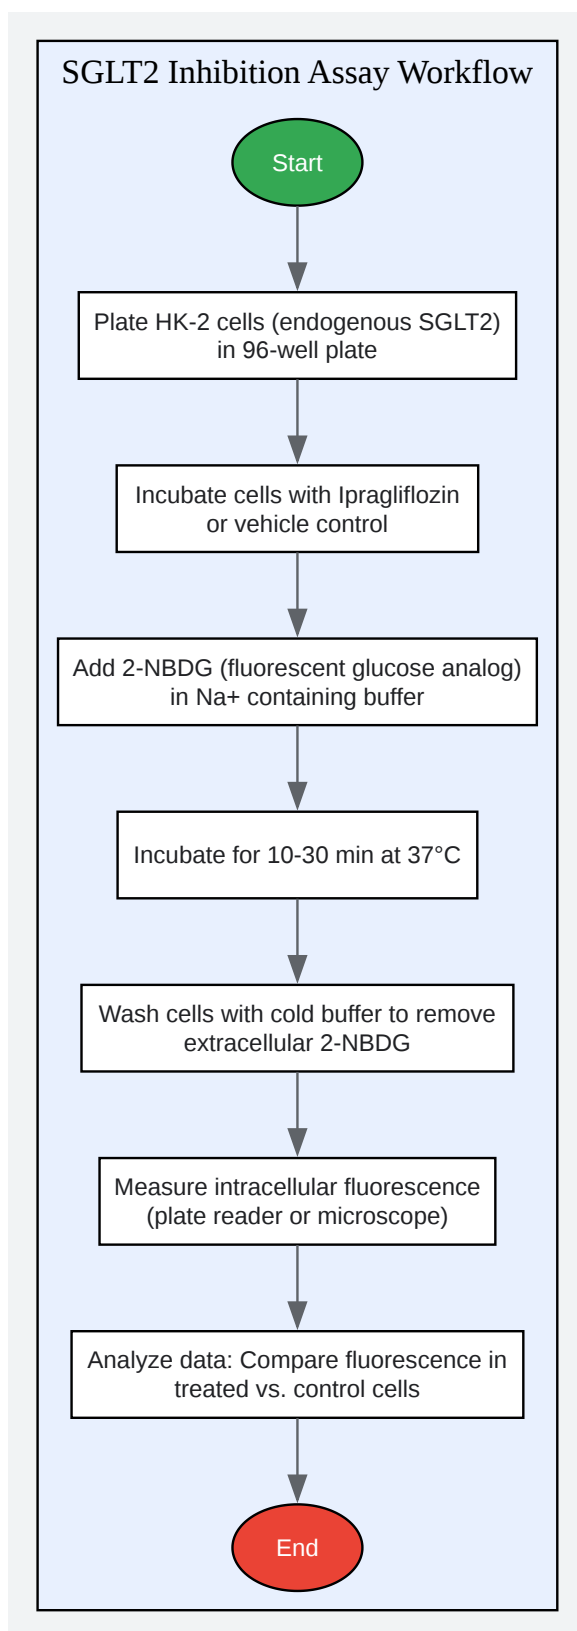 SGLT2 Inhibition Assay Workflow
Start
Plate HK-2 cells (endogenous SGLT2)
in 96-well plate
Incubate cells with Ipragliflozin
or vehicle control
Add 2-NBDG (fluorescent glucose analog)
in Na+ containing buffer
Incubate for 10-30 min at 37°C
Wash cells with cold buffer to remove
extracellular 2-NBDG
Measure intracellular fluorescence
(plate reader or microscope)
Analyze data: Compare fluorescence in
treated vs. control cells
End